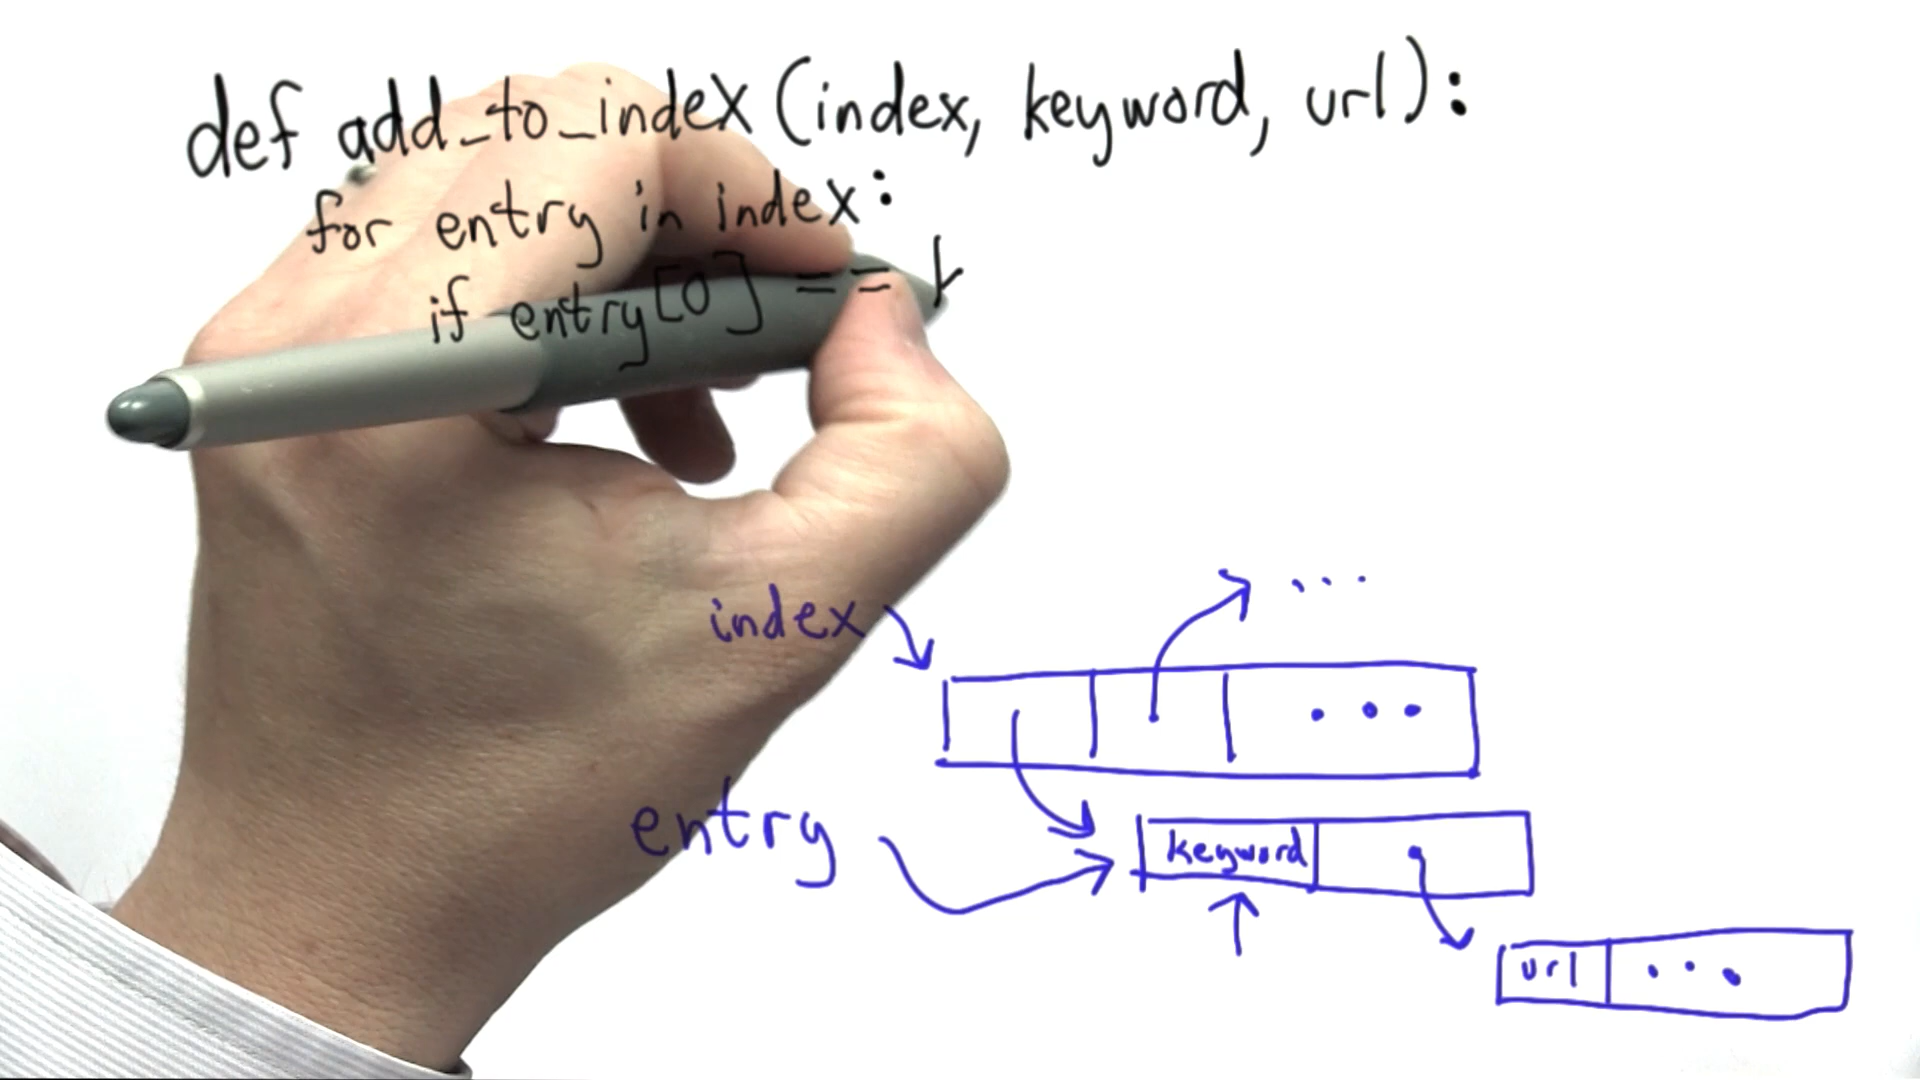 def add_to_index(index, keyword, url):
for entry in index:
if entry[0] ==
index
...
...
entry
keyword
url ...